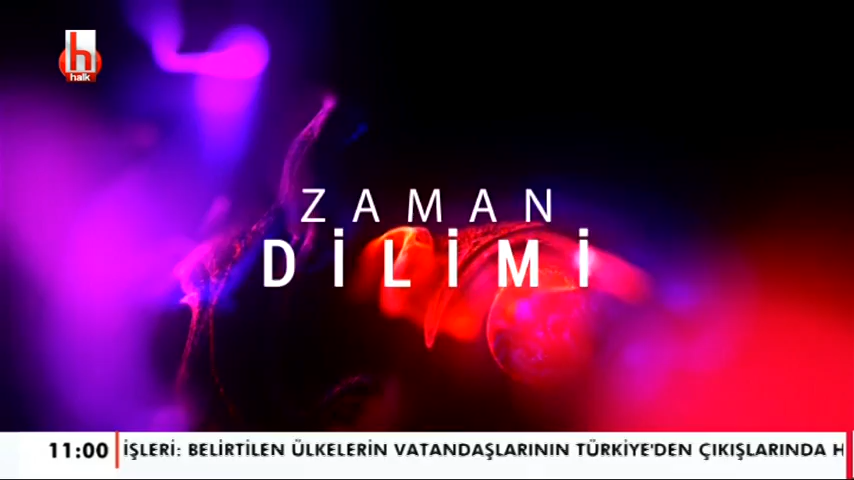 h
halk
ZAMAN
DİLİMİ
11:00
İŞLERİ: BELİRTİLEN ÜLKELERİN VATANDAŞLARININ TÜRKİYE'DEN ÇIKIŞLARINDA H